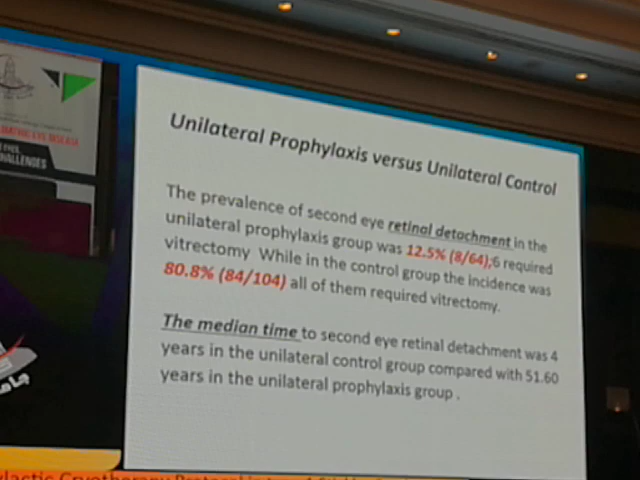 Unilateral Prophylaxis versus Unilateral Control
The prevalence of second eye retinal detachment in the
unilateral prophylaxis group was 12.5% (8/64);6 required
vitrectomy While in the control group the incidence was
80.8% (84/104) all of them required vitrectomy.
The median time to second eye retinal detachment was 4
years in the unilateral control group compared with 51.60
years in the unilateral prophylaxis group .
EYES,
CHALLENGES